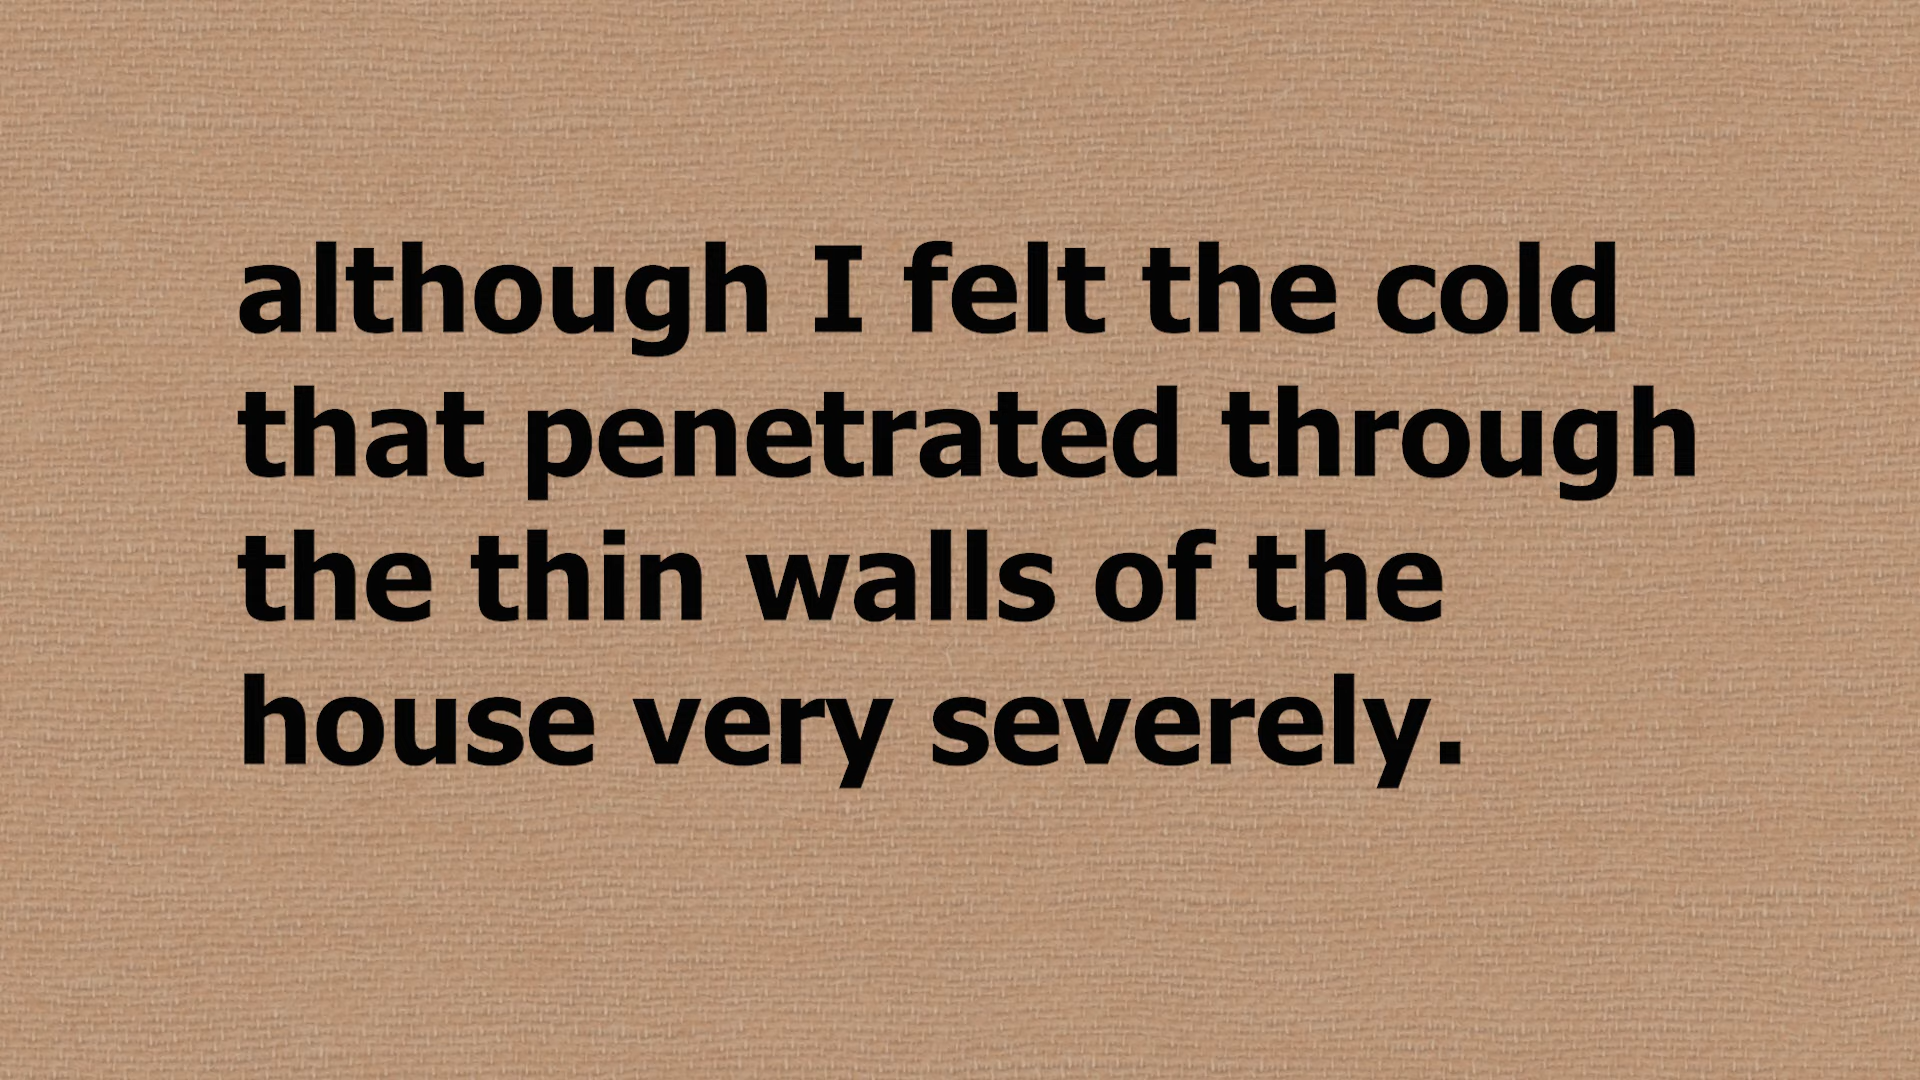 although I felt the cold
that penetrated through
the thin walls of the
house very severely.